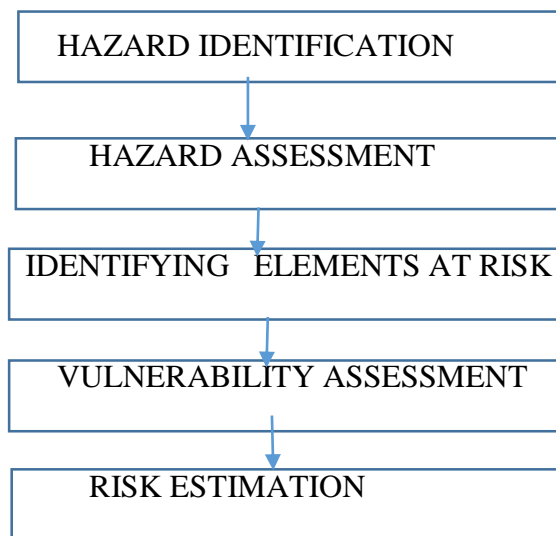 HAZARD IDENTIFICATION
HAZARD ASSESSMENT
IDENTIFYING ELEMENTS AT RISK
VULNERABILITY ASSESSMENT
RISK ESTIMATION